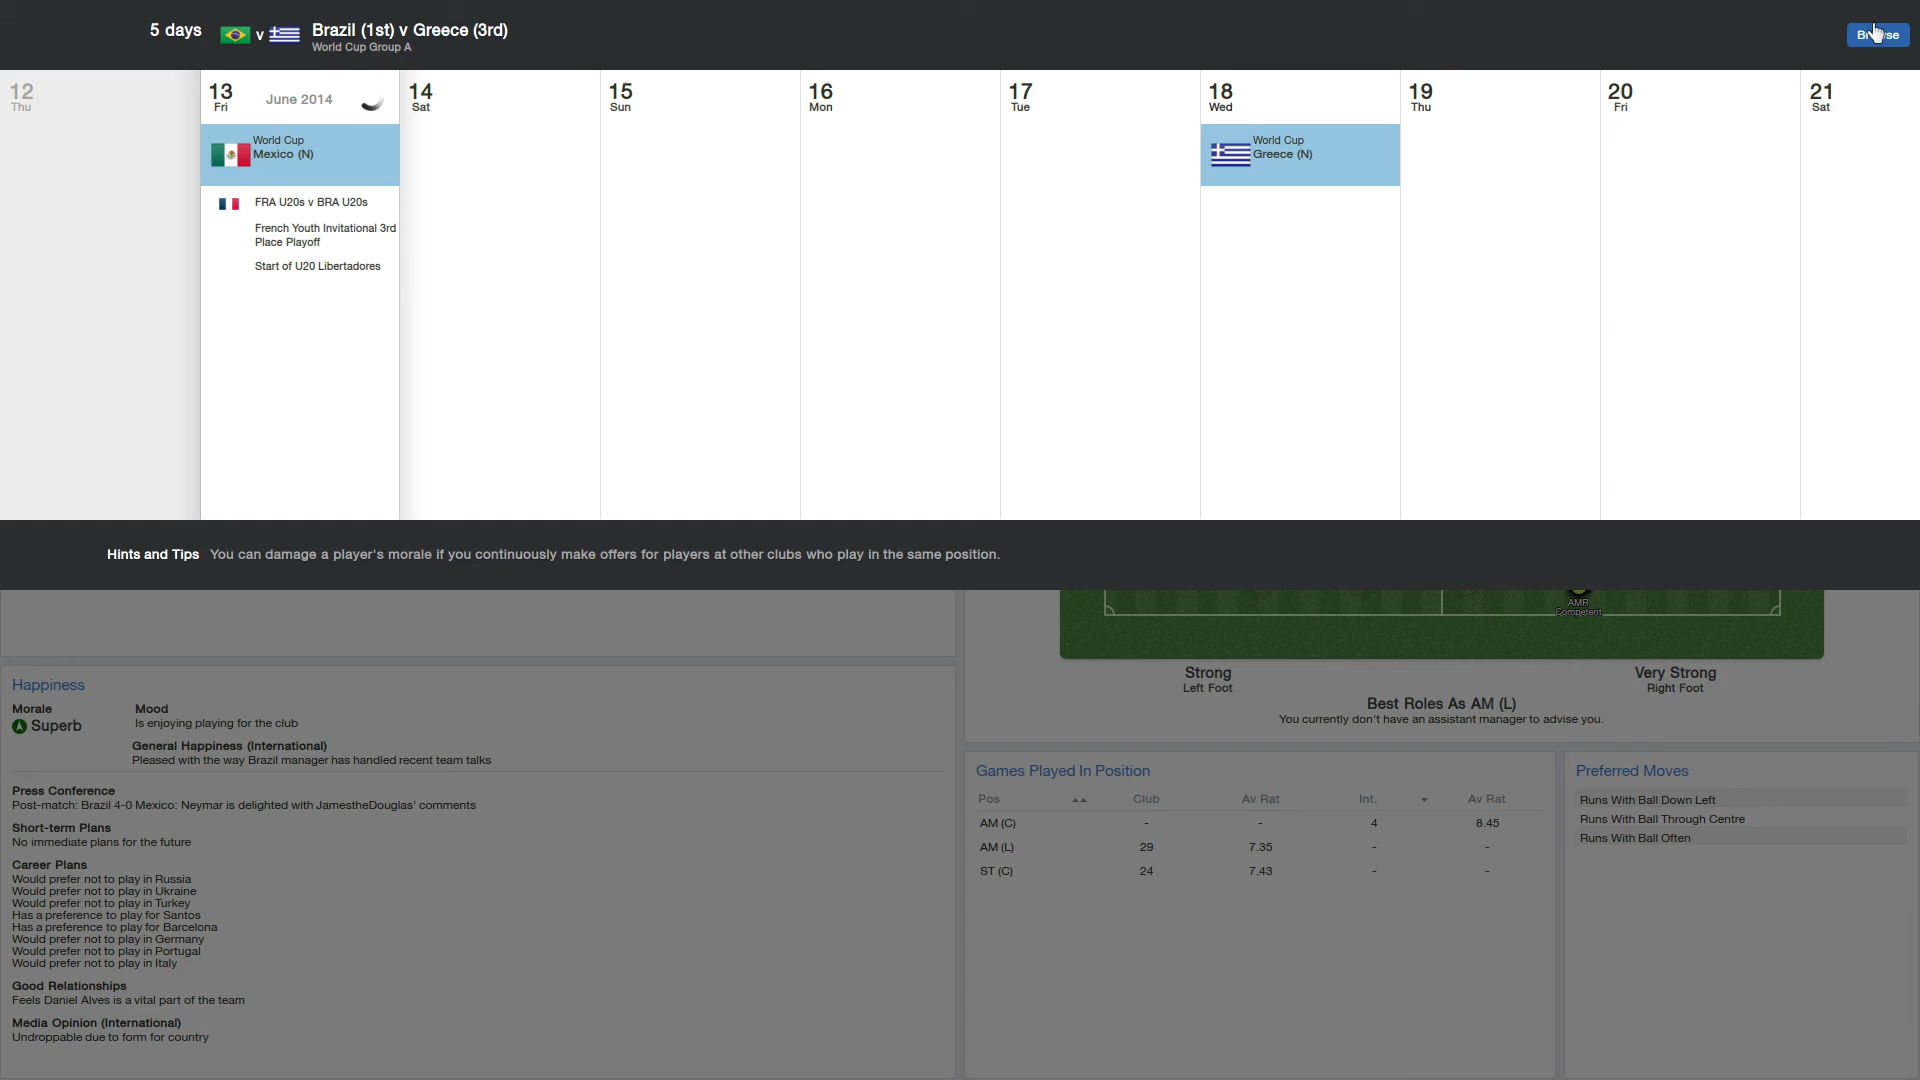 5 days
v
Brazil (1st) v Greece (3rd)
World Cup Group A
12
Thu
13
Fri
June 2014
14
Sat
15
Sun
16
Mon
17
Tue
18
Wed
19
Thu
20
Fri
21
Sat
World Cup
Mexico (N)
World Cup
Greece (N)
FRA U20s v BRA U20s
French Youth Invitational 3rd
Place Playoff
Start of U20 Libertadores
Hints and Tips You can damage a player's morale if you continuously make offers for players at other clubs who play in the same position.
AMR
Competent
Strong
Left Foot
Very Strong
Right Foot
Best Roles As AM (L)
You currently don't have an assistant manager to advise you.
Happiness
Morale
Superb
Mood
Is enjoying playing for the club
General Happiness (International)
Pleased with the way Brazil manager has handled recent team talks
Press Conference
Post-match: Brazil 4-0 Mexico: Neymar is delighted with JamestheDouglas' comments
Short-term Plans
No immediate plans for the future
Career Plans
Would prefer not to play in Russia
Would prefer not to play in Ukraine
Would prefer not to play in Turkey
Has a preference to play for Santos
Has a preference to play for Barcelona
Would prefer not to play in Germany
Would prefer not to play in Portugal
Would prefer not to play in Italy
Good Relationships
Feels Daniel Alves is a vital part of the team
Media Opinion (International)
Undroppable due to form for country
Games Played In Position
Pos Club Av Rat Int. Av Rat
AM (C) - - 4 8.45
AM (L) 29 7.35 - -
ST (C) 24 7.43 - -
Preferred Moves
Runs With Ball Down Left
Runs With Ball Through Centre
Runs With Ball Often